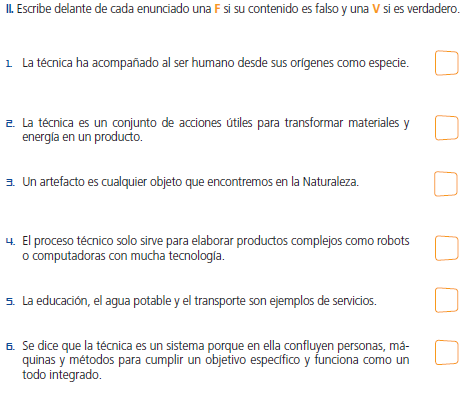 II. Escribe delante de cada enunciado una F si su contenido es falso y una V si es verdadero.
1. La técnica ha acompañado al ser humano desde sus orígenes como especie.
2. La técnica es un conjunto de acciones útiles para transformar materiales y
energía en un producto.
3. Un artefacto es cualquier objeto que encontremos en la Naturaleza.
4. El proceso técnico solo sirve para elaborar productos complejos como robots
o computadoras con mucha tecnología.
5. La educación, el agua potable y el transporte son ejemplos de servicios.
6. Se dice que la técnica es un sistema porque en ella confluyen personas, má-
quinas y métodos para cumplir un objetivo específico y funciona como un
todo integrado.